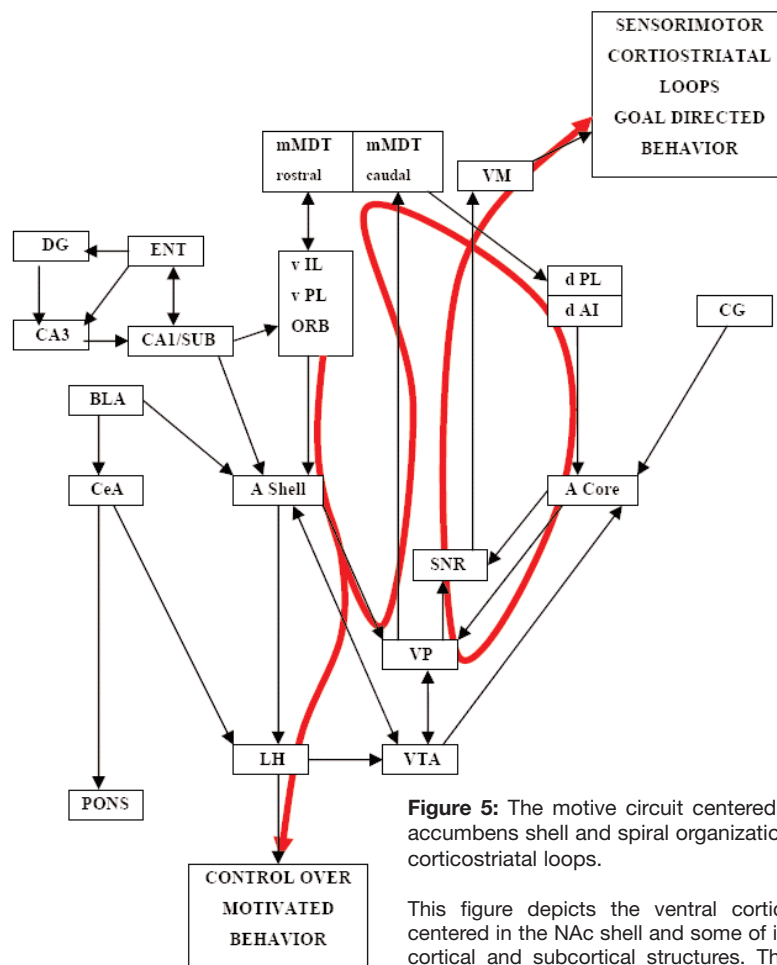 SENSORIMOTOR
CORTIOSTRIATAL
LOOPS
GOAL DIRECTED
BEHAVIOR
mMDT
rostral
mMDT
caudal
VM
DG
ENT
v IL
v PL
ORB
d PL
d AI
CG
CA3
CA1/SUB
BLA
CeA
A Shell
A Core
SNR
VP
LH
VTA
PONS
CONTROL OVER
MOTIVATED
BEHAVIOR
Figure 5: The motive circuit centered
accumbens shell and spiral organizatio
corticostriatal loops.
This figure depicts the ventral cortic
centered in the NAc shell and some of i
cortical and subcortical structures. Th